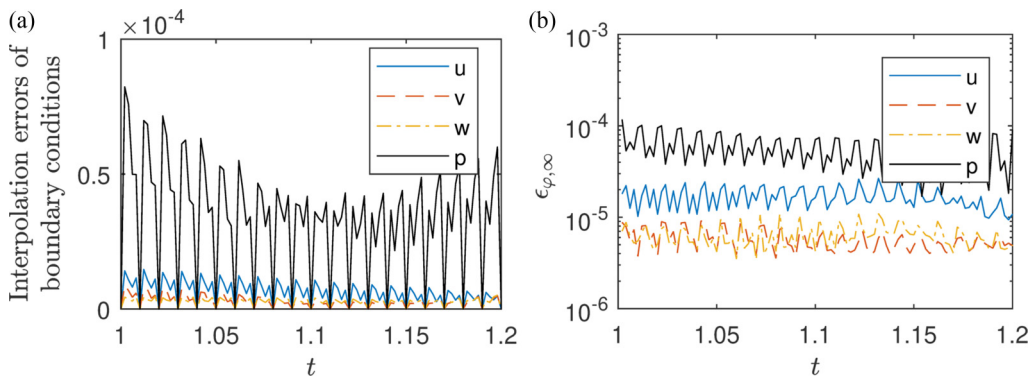 (a)
×10⁻⁴
Interpolation errors of
boundary conditions
1
0.5
0
u
v
w
p
1 1.05 1.1 1.15 1.2
t
(b)
ϵφ,∞
10⁻³
10⁻⁴
10⁻⁵
10⁻⁶
u
v
w
p
1 1.05 1.1 1.15 1.2
t